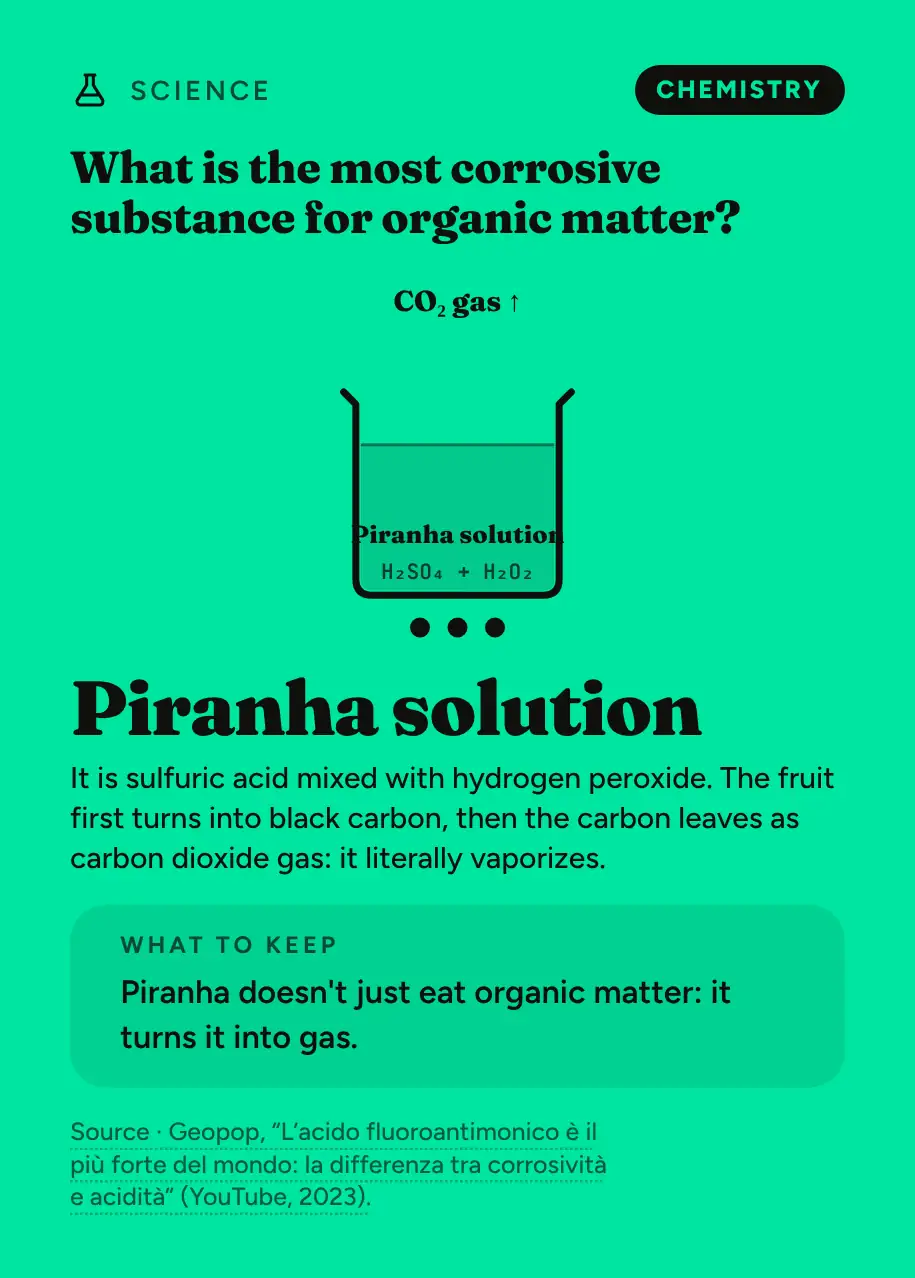 SCIENCE
CHEMISTRY
What is the most corrosive
substance for organic matter?
CO₂ gas ↑
Piranha solution
H₂SO₄ + H₂O₂
Piranha solution
It is sulfuric acid mixed with hydrogen peroxide. The fruit
first turns into black carbon, then the carbon leaves as
carbon dioxide gas: it literally vaporizes.
WHAT TO KEEP
Piranha doesn't just eat organic matter: it
turns it into gas.
Source · Geopop, “L’acido fluoroantimonico è il
più forte del mondo: la differenza tra corrosività
e acidità” (YouTube, 2023).